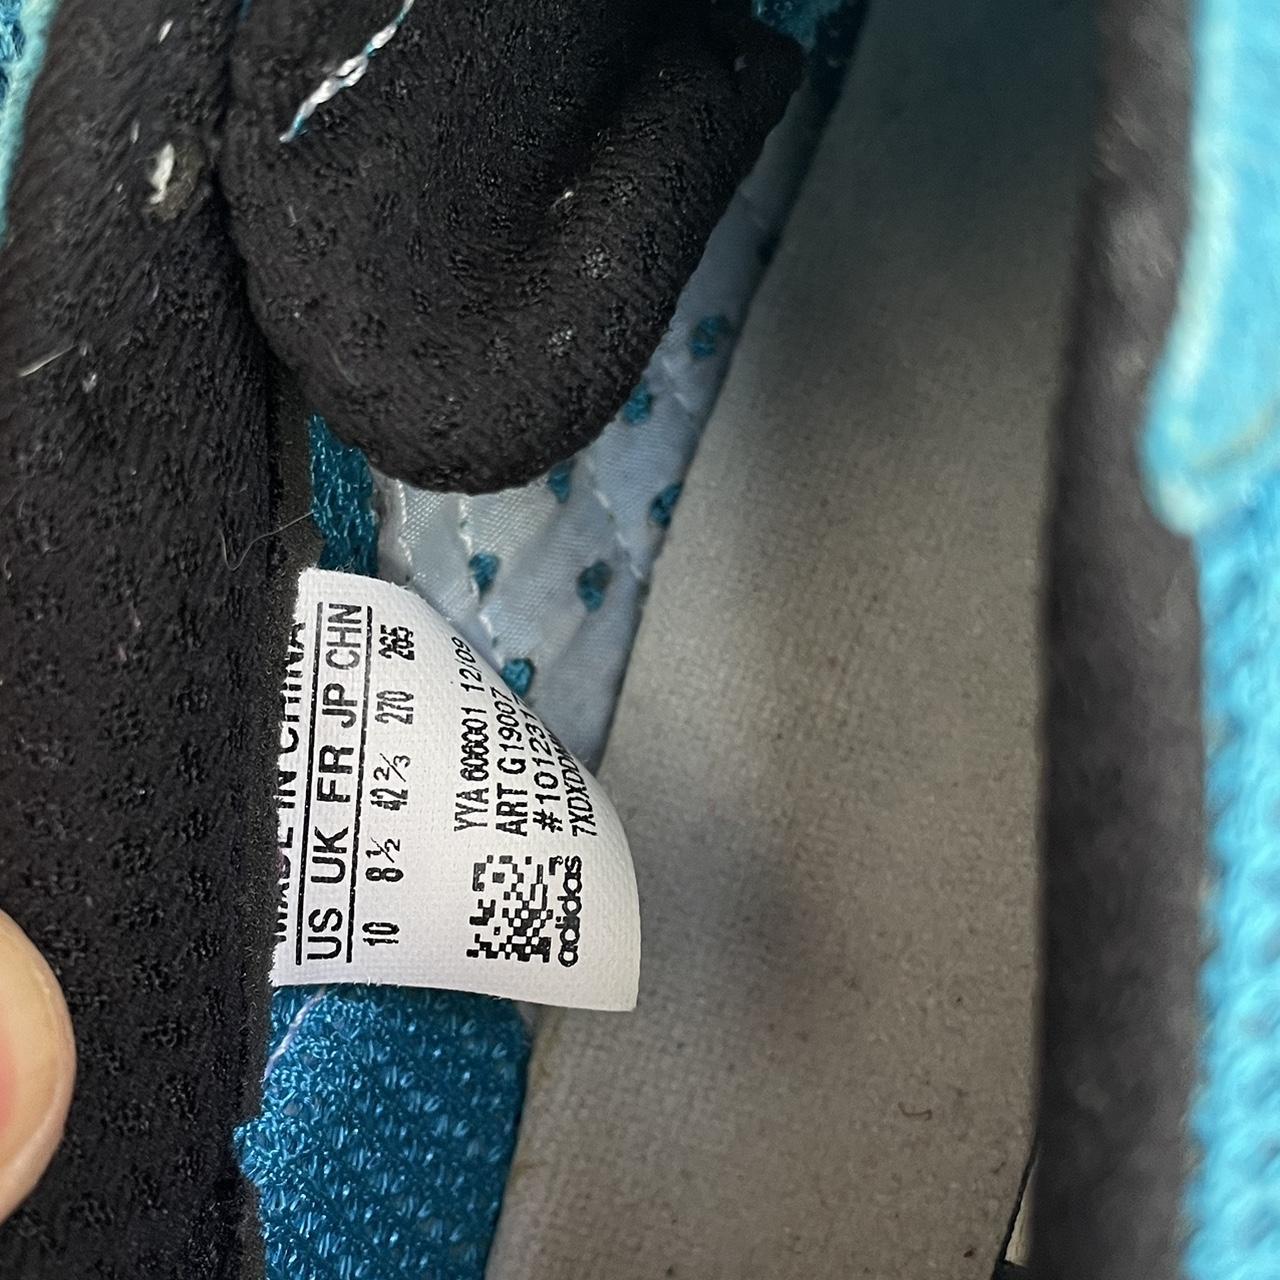 MADE IN CHINA
US UK FR JP CHN
10 8½ 42⅔ 270 265
YYA 606001 12/09
ART G19007
adidas